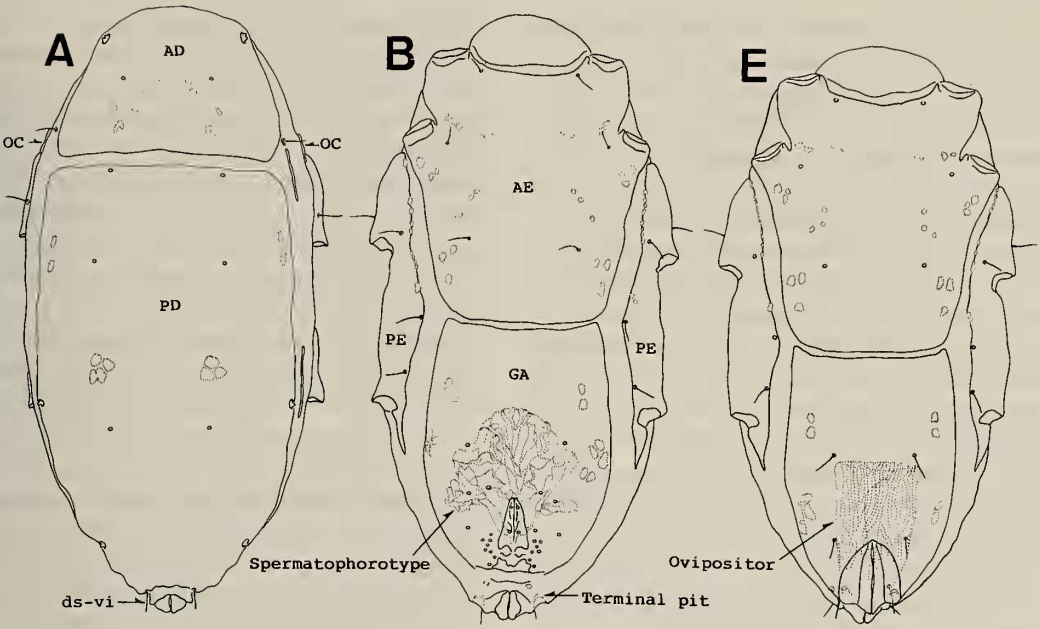 A
AD
OC
OC
PD
ds-vi
B
AE
PE
PE
GA
Spermatophorotype
Terminal pit
E
Ovipositor